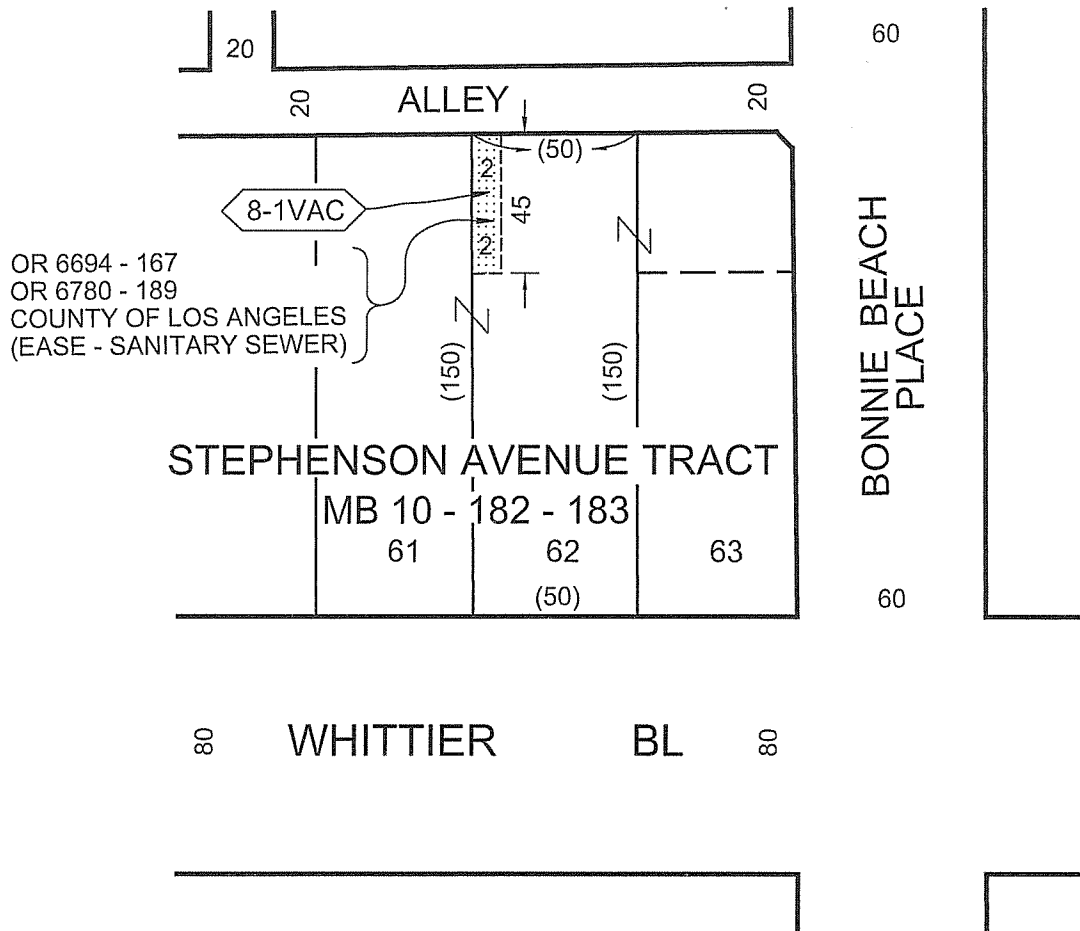 20
60
20
ALLEY
20
(50)
2
8-1VAC
45
2
OR 6694 - 167
OR 6780 - 189
COUNTY OF LOS ANGELES
(EASE - SANITARY SEWER)
(150)
(150)
BONNIE BEACH
PLACE
STEPHENSON AVENUE TRACT
MB 10 - 182 - 183
61
62
63
(50)
60
80
WHITTIER BL
80